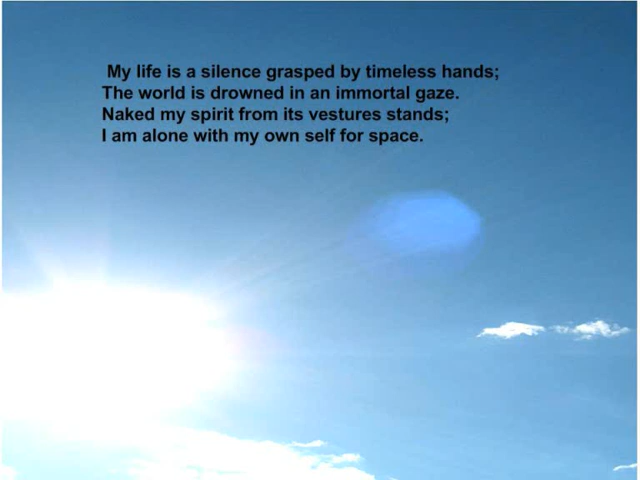 My life is a silence grasped by timeless hands;
The world is drowned in an immortal gaze.
Naked my spirit from its vestures stands;
I am alone with my own self for space.